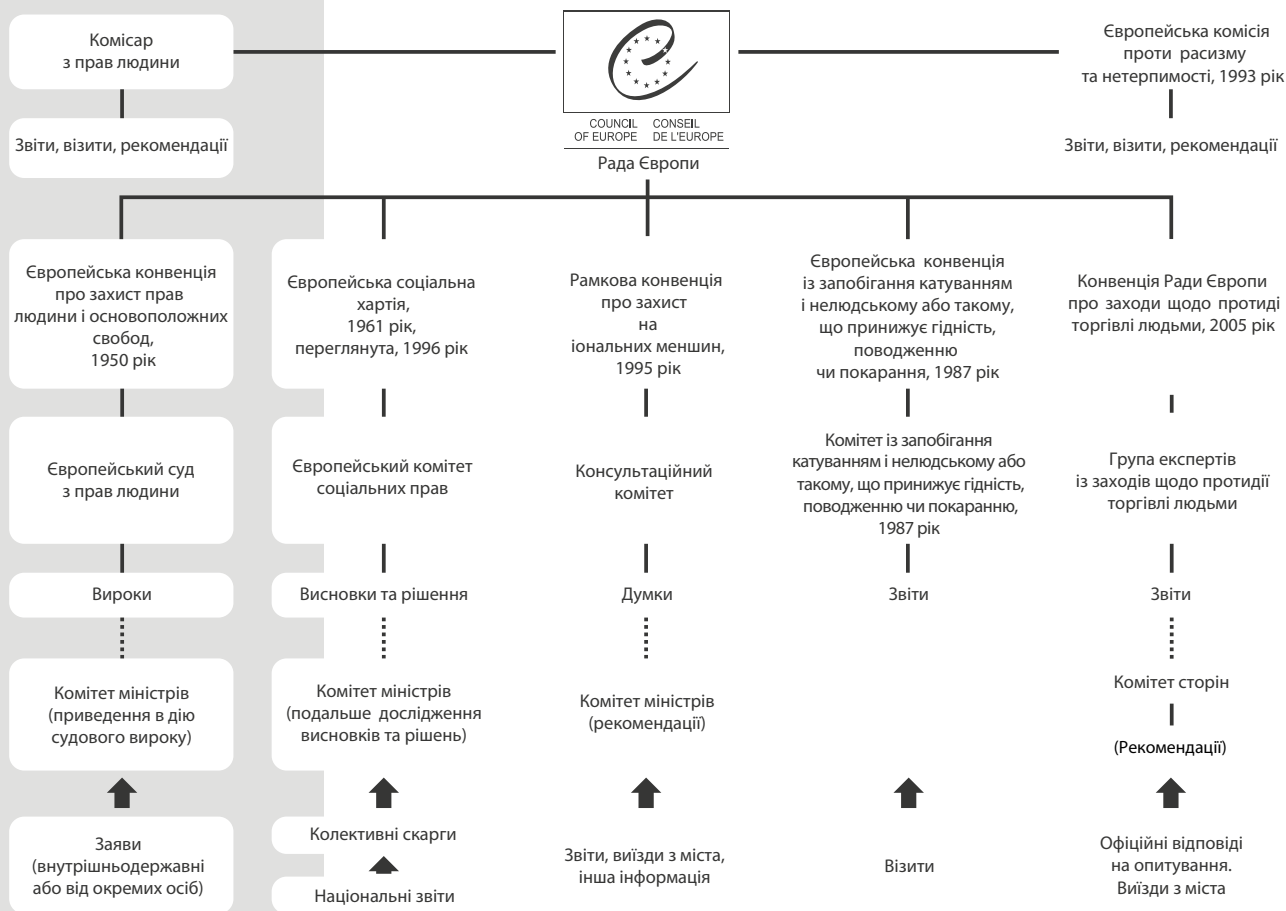 Комісар
з прав людини
Звіти, візити, рекомендації
COUNCIL CONSEIL
OF EUROPE DE L'EUROPE
Рада Європи
Європейська комісія
проти расизму
та нетерпимості, 1993 рік
Звіти, візити, рекомендації
Європейська конвенція
про захист прав
людини і основоположних
свобод,
1950 рік
Європейська соціальна
хартія,
1961 рік,
переглянута, 1996 рік
Рамкова конвенція
про захист
на
іональних меншин,
1995 рік
Європейська конвенція
із запобігання катуванням
і нелюдському або такому,
що принижує гідність,
поводженню
чи покарання, 1987 рік
Конвенція Ради Європи
про заходи щодо протиді
торгівлі людьми, 2005 рік
Європейський суд
з прав людини
Європейський комітет
соціальних прав
Консультаційний
комітет
Комітет із запобігання
катуванням і нелюдському або
такому, що принижує гідність,
поводженню чи покаранню,
1987 рік
Група експертів
із заходів щодо протидії
торгівлі людьми
Вироки
Висновки та рішення
Думки
Звіти
Звіти
Комітет міністрів
(приведення в дію
судового вироку)
Комітет міністрів
(подальше дослідження
висновків та рішень)
Комітет міністрів
(рекомендації)
Комітет сторін
(Рекомендації)
Заяви
(внутрішньодержавні
або від окремих осіб)
Колективні скарги
Національні звіти
Звіти, виїзди з міста,
інша інформація
Візити
Офіційні відповіді
на опитування.
Виїзди з міста